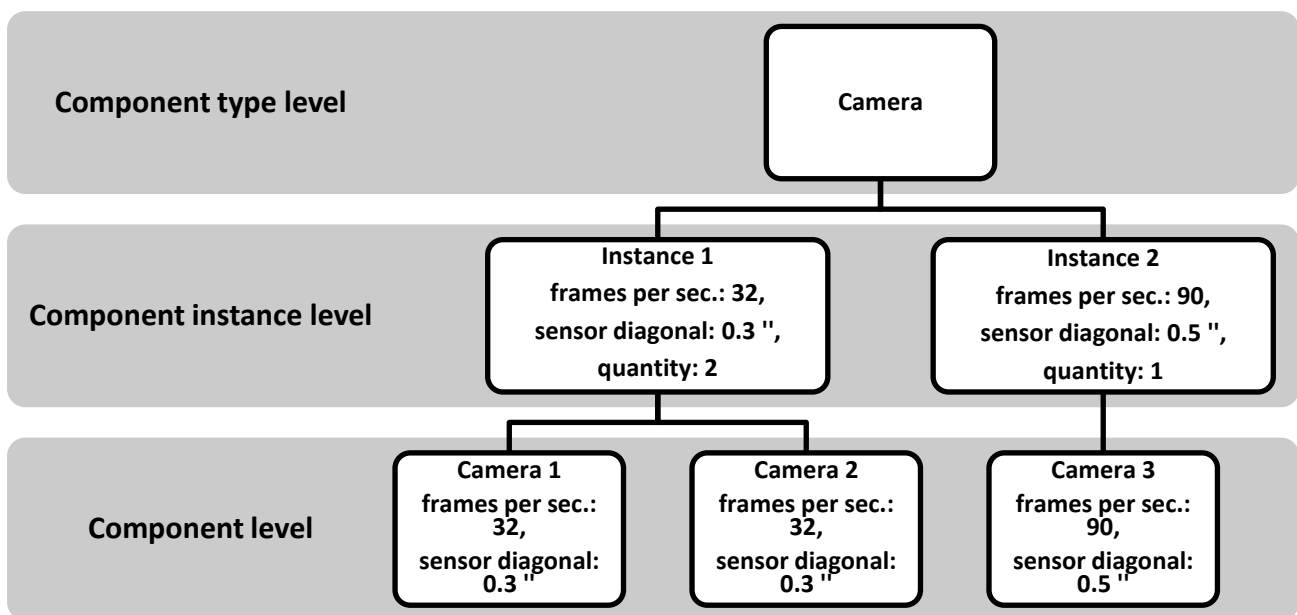 Component type level
Camera
Component instance level
Instance 1
frames per sec.: 32,
sensor diagonal: 0.3 ",
quantity: 2
Instance 2
frames per sec.: 90,
sensor diagonal: 0.5 ",
quantity: 1
Component level
Camera 1
frames per sec.:
32,
sensor diagonal:
0.3 "
Camera 2
frames per sec.:
32,
sensor diagonal:
0.3 "
Camera 3
frames per sec.:
90,
sensor diagonal:
0.5 "